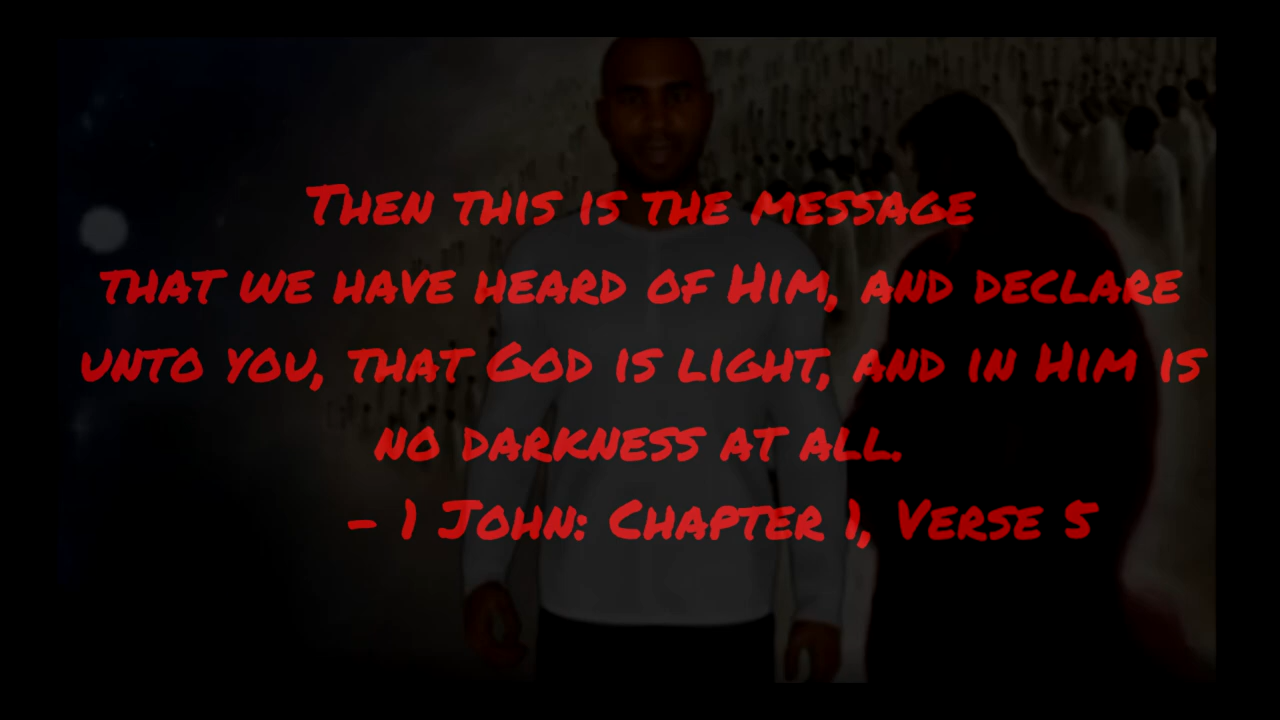 Then this is the message
that we have heard of Him, and declare
unto you, that God is light, and in Him is
no darkness at all.
- 1 John: Chapter 1, Verse 5